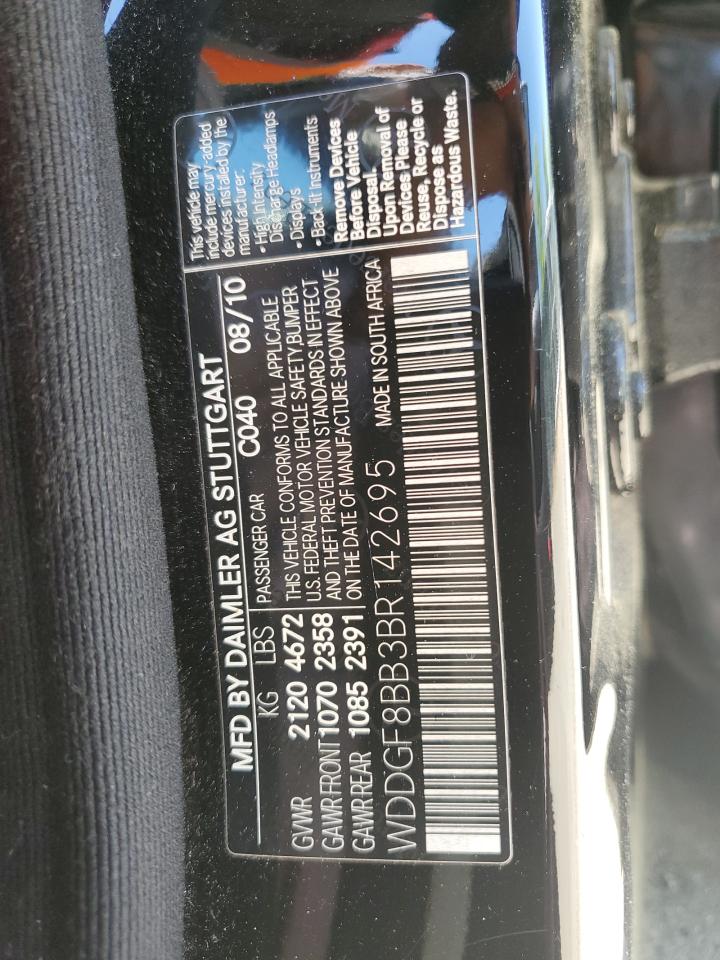 MFD BY DAIMLER AG STUTTGART
KG LBS PASSENGER CAR C040 08/10
GVWR 2120 4672
GAWR FRONT 1070 2358
GAWR REAR 1085 2391
THIS VEHICLE CONFORMS TO ALL APPLICABLE
U.S. FEDERAL MOTOR VEHICLE SAFETY,BUMPER
AND THEFT PREVENTION STANDARDS IN EFFECT
ON THE DATE OF MANUFACTURE SHOWN ABOVE
WDDGF8BB3BR142695 MADE IN SOUTH AFRICA
This vehicle may
include mercury-added
devices installed by the
manufacturer:
• High Intensity
Discharge Headlamps
• Displays
• Back-lit Instruments
Remove Devices
Before Vehicle
Disposal.
Upon Removal of
Devices Please
Reuse, Recycle or
Dispose as
Hazardous Waste.